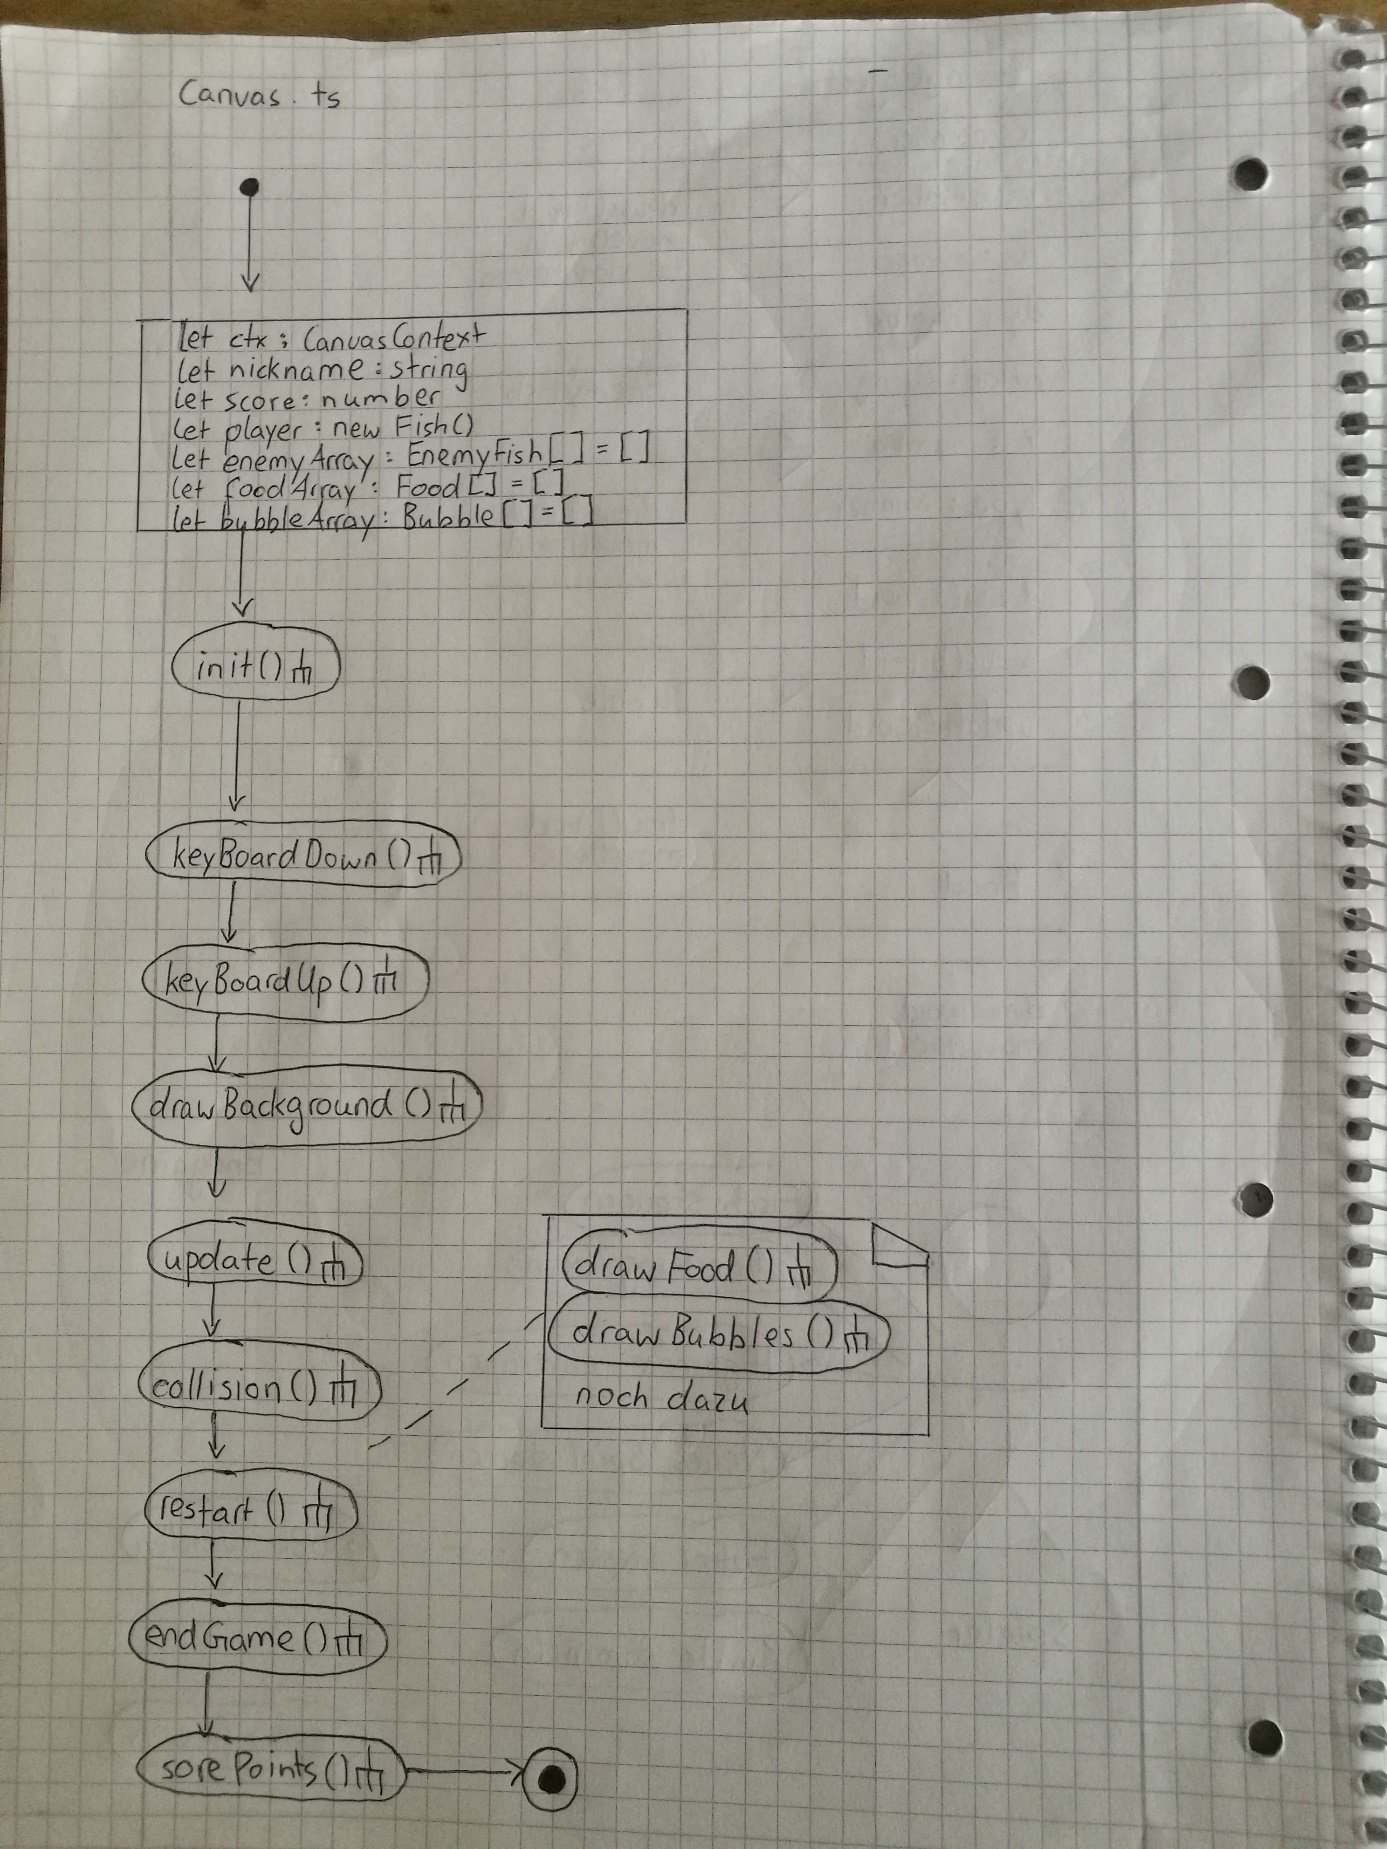 Canvas.ts
let ctx : CanvasContext
let nickname : string
let score : number
let player : new Fish()
let enemyArray : EnemyFish[] = []
let foodArray : Food[] = []
let bubbleArray : Bubble[] = []
init()
keyBoardDown()
keyBoardUp()
drawBackground()
update()
drawFood()
drawBubbles()
noch dazu
collision()
restart()
endGame()
sorePoints()